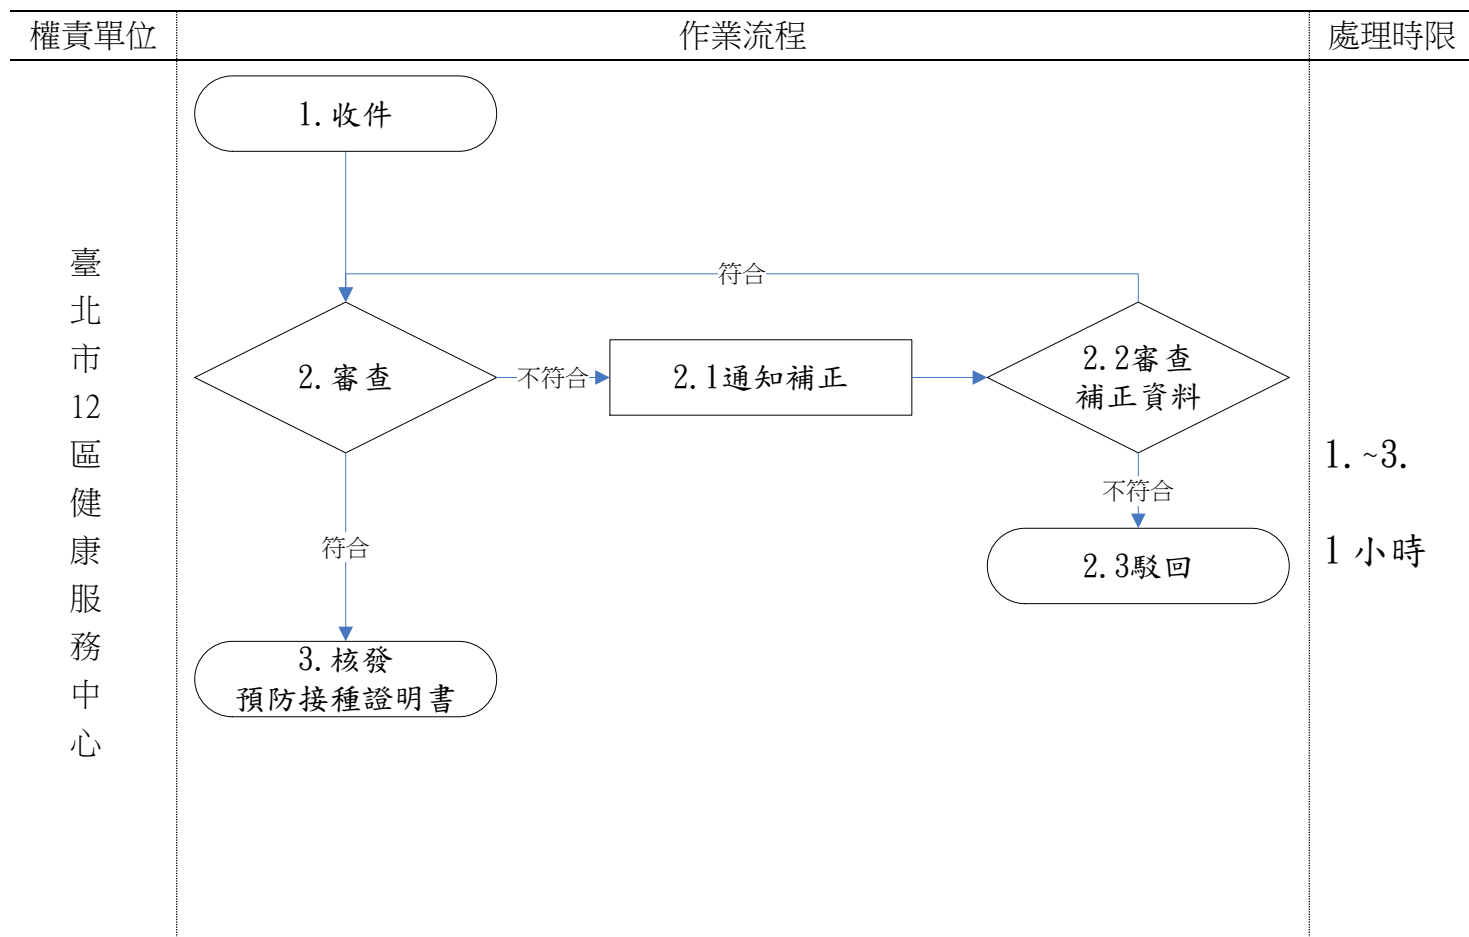 權責單位
作業流程
處理時限
1.收件
符合
2.審查
不符合
2.1通知補正
2.2審查
補正資料
不符合
符合
2.3駁回
3.核發
預防接種證明書
臺
北
市
12
區
健
康
服
務
中
心
1.~3.
1 小時